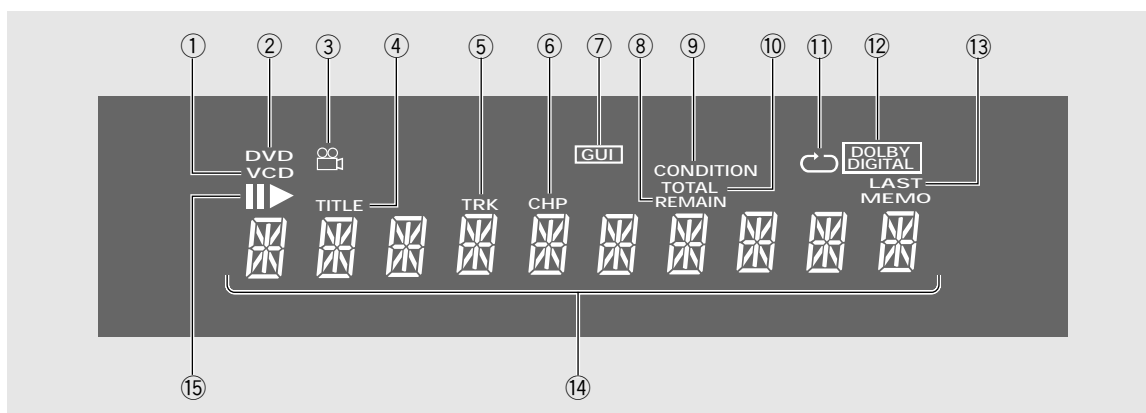 ① ② ③ ④ ⑤ ⑥ ⑦ ⑧ ⑨ ⑩ ⑪ ⑫ ⑬
DVD
VCD
GUI
CONDITION
TOTAL
REMAIN
DOLBY
DIGITAL
LAST
MEMO
TITLE
TRK
CHP
⑮ ⑭